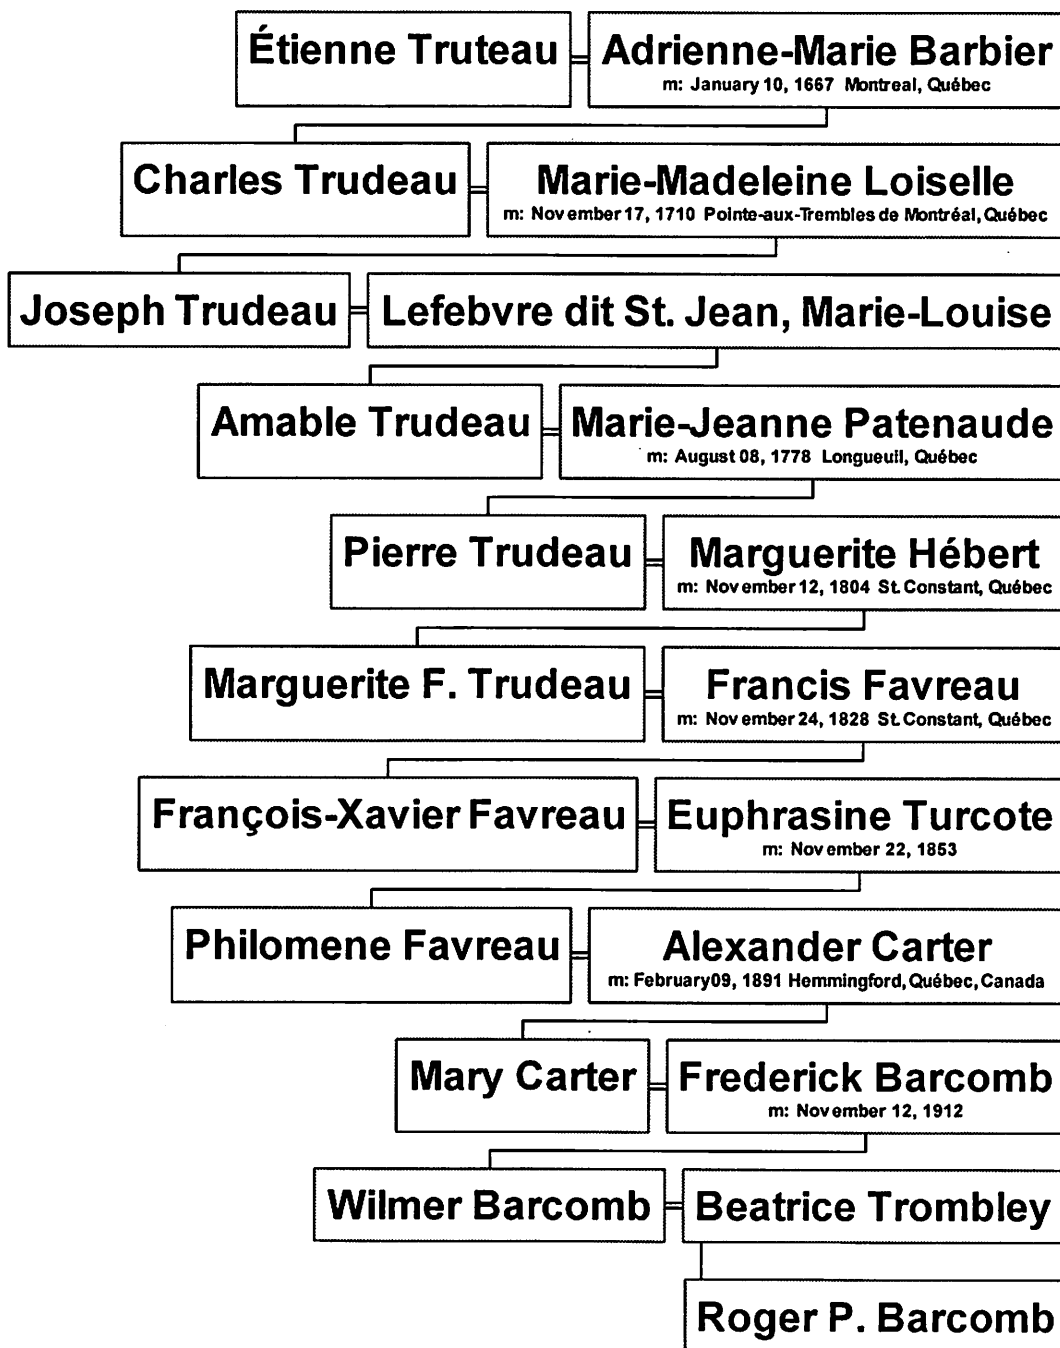 Étienne Truteau
Adrienne-Marie Barbier
m: January 10, 1667 Montreal, Québec
Charles Trudeau
Marie-Madeleine Loiselle
m: November 17, 1710 Pointe-aux-Trembles de Montréal, Québec
Joseph Trudeau
Lefebvre dit St. Jean, Marie-Louise
Amable Trudeau
Marie-Jeanne Patenaude
m: August 08, 1778 Longueuil, Québec
Pierre Trudeau
Marguerite Hébert
m: November 12, 1804 St. Constant, Québec
Marguerite F. Trudeau
Francis Favreau
m: November 24, 1828 St. Constant, Québec
François-Xavier Favreau
Euphrasine Turcote
m: November 22, 1853
Philomene Favreau
Alexander Carter
m: February 09, 1891 Hemmingford, Québec, Canada
Mary Carter
Frederick Barcomb
m: November 12, 1912
Wilmer Barcomb
Beatrice Trombley
Roger P. Barcomb